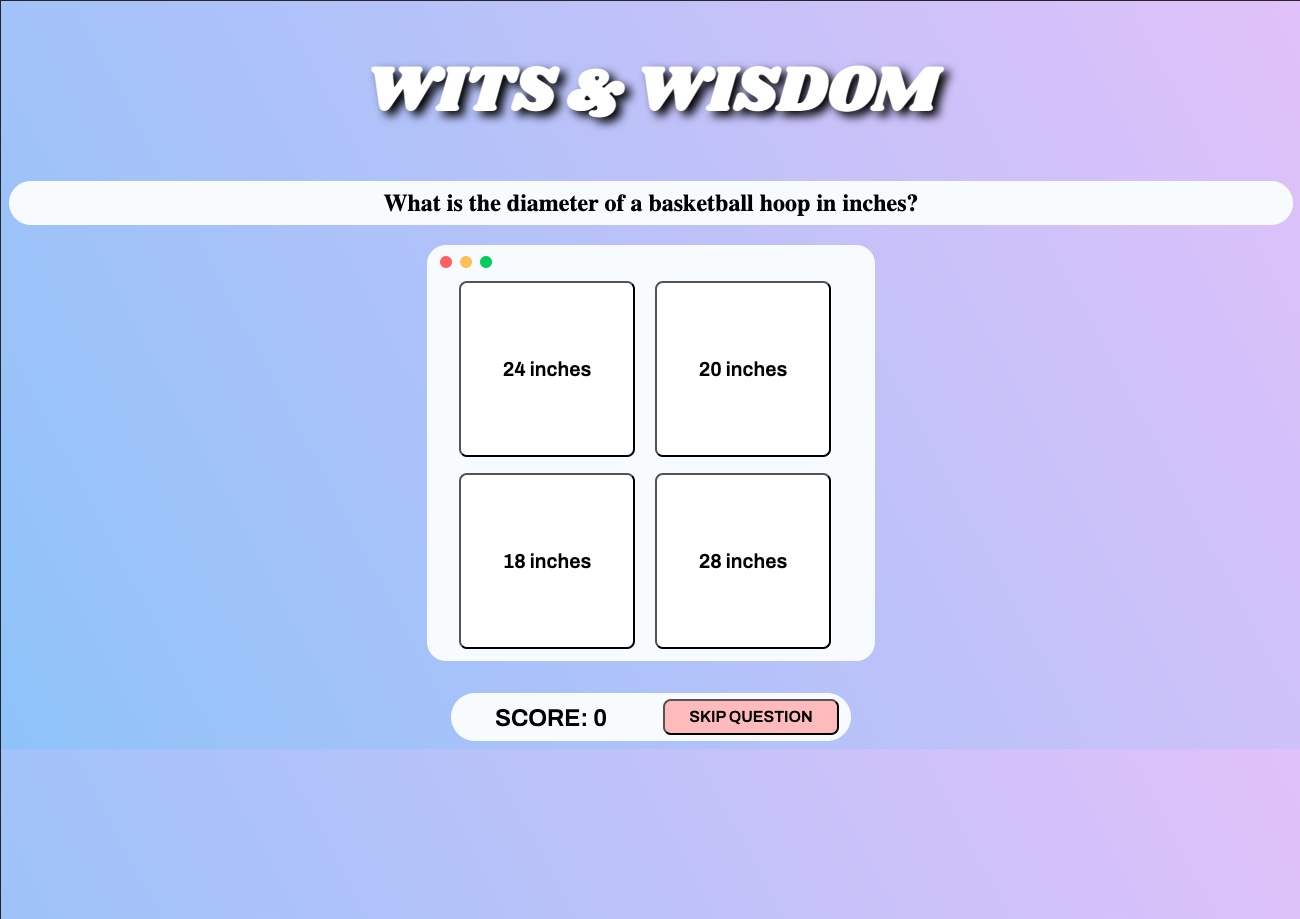 WITS & WISDOM
What is the diameter of a basketball hoop in inches?
24 inches
20 inches
18 inches
28 inches
SCORE: 0
SKIP QUESTION